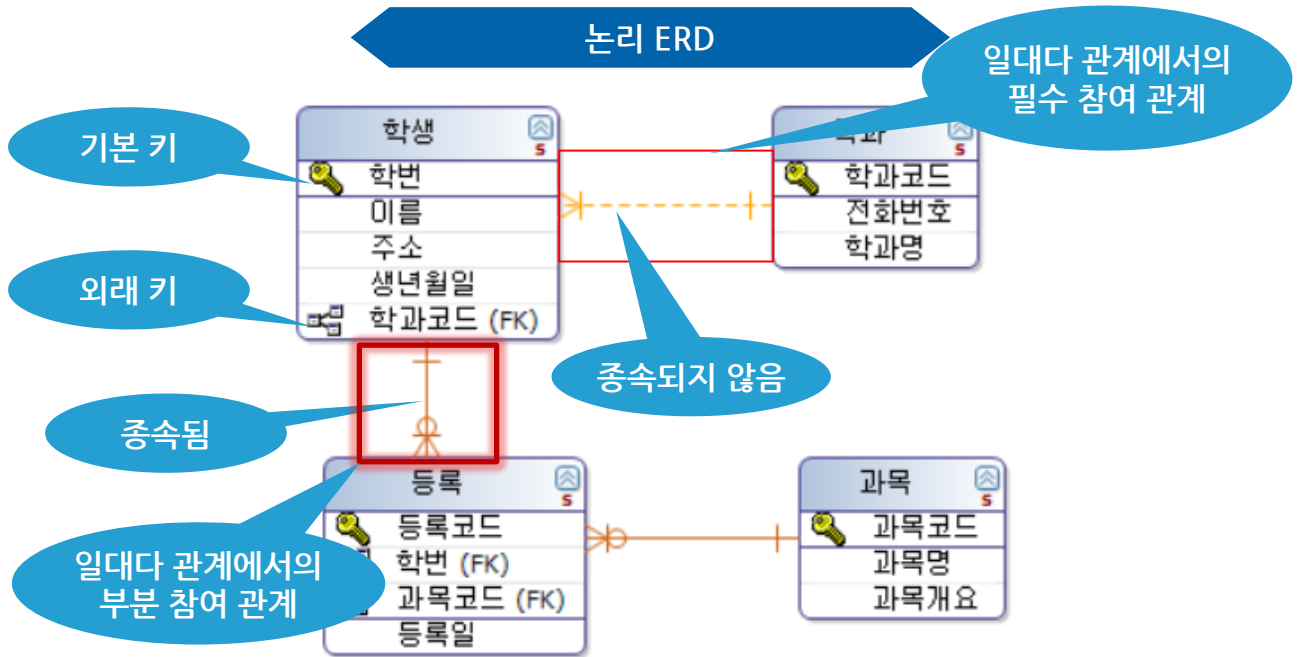 논리 ERD
일대다 관계에서의
필수 참여 관계
기본 키
학생
S
학번
이름
주소
생년월일
학과코드 (FK)
학과
S
학과코드
전화번호
학과명
외래 키
종속되지 않음
종속됨
등록
S
등록코드
학번 (FK)
과목코드 (FK)
등록일
과목
S
과목코드
과목명
과목개요
일대다 관계에서의
부분 참여 관계